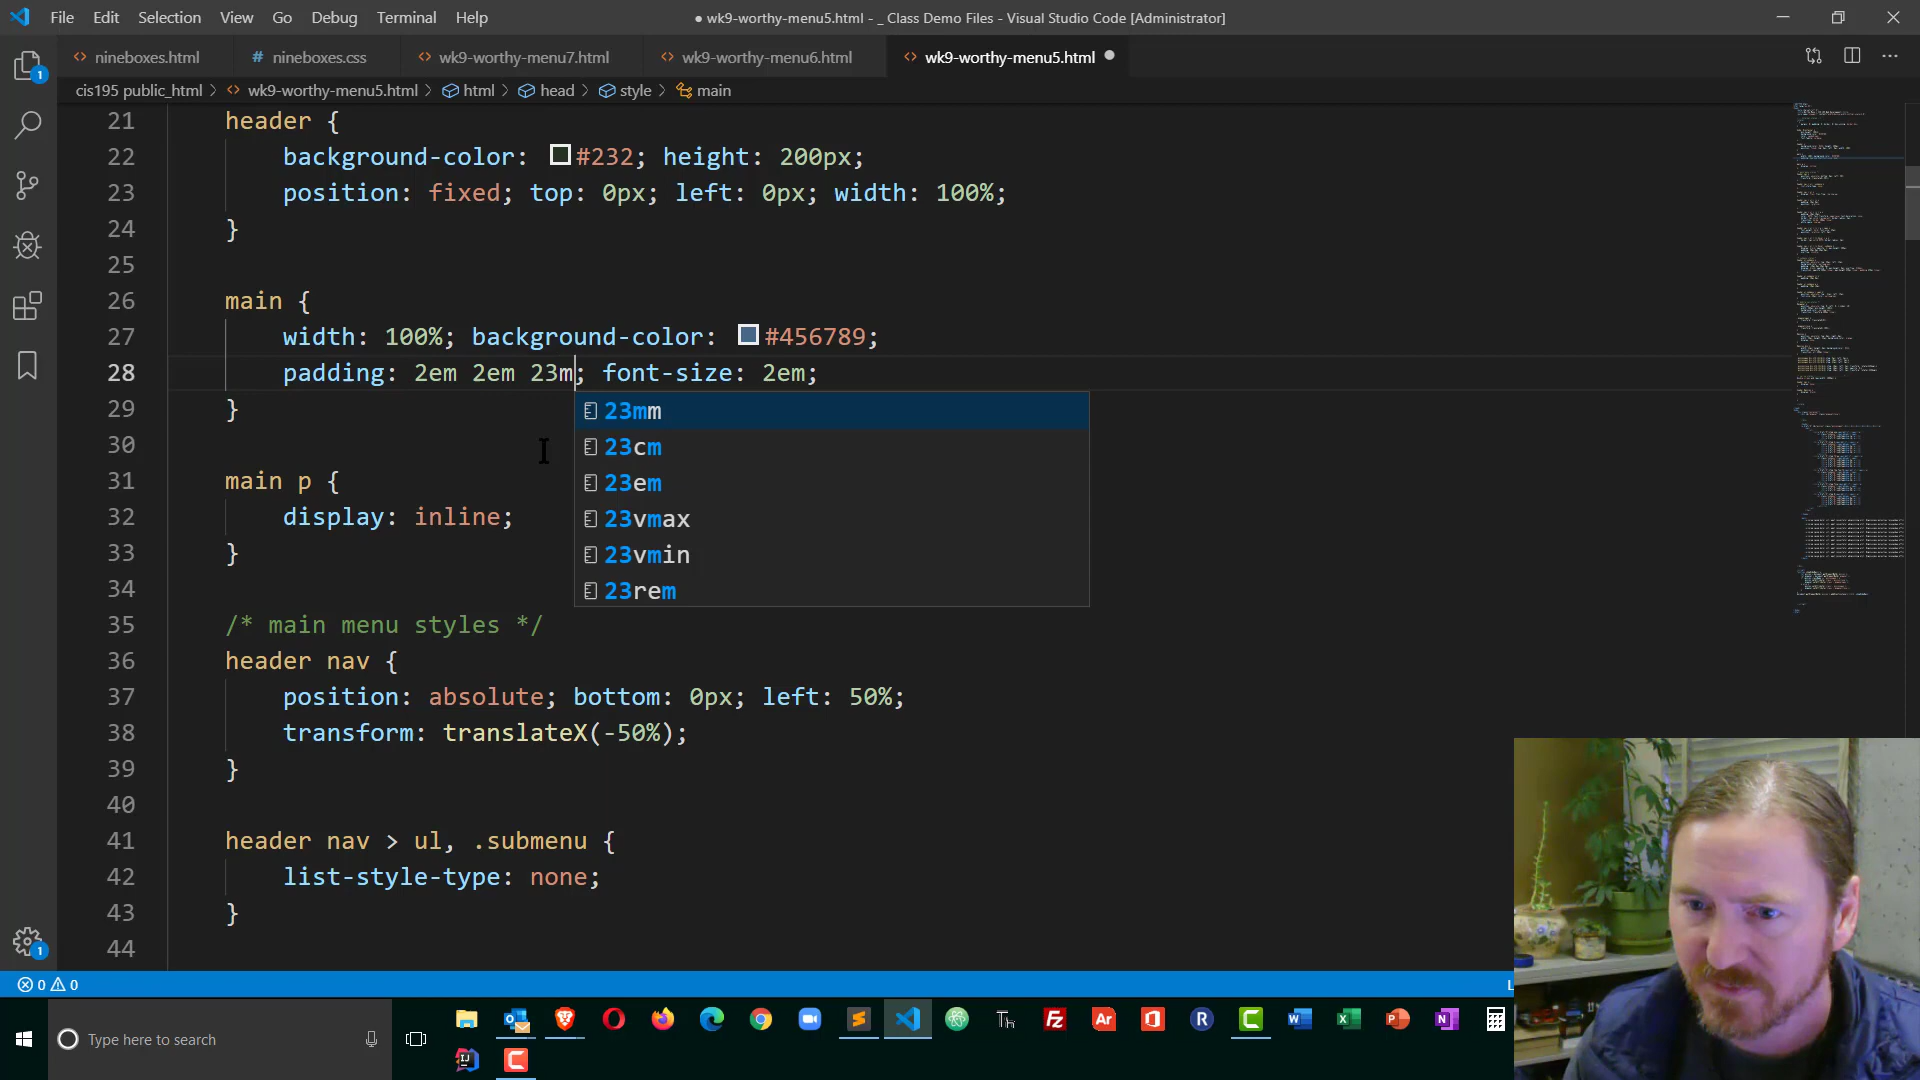 File Edit Selection View Go Debug Terminal Help
● wk9-worthy-menu5.html - _ Class Demo Files - Visual Studio Code [Administrator]
nineboxes.html
# nineboxes.css
wk9-worthy-menu7.html
wk9-worthy-menu6.html
wk9-worthy-menu5.html
cis195 public_html > wk9-worthy-menu5.html > html > head > style > main
21 header {
22 background-color: #232; height: 200px;
23 position: fixed; top: 0px; left: 0px; width: 100%;
24 }
25
26 main {
27 width: 100%; background-color: #456789;
28 padding: 2em 2em 23m; font-size: 2em;
29 }
30
31 main p {
32 display: inline;
33 }
34
35 /* main menu styles */
36 header nav {
37 position: absolute; bottom: 0px; left: 50%;
38 transform: translateX(-50%);
39 }
40
41 header nav > ul, .submenu {
42 list-style-type: none;
43 }
44
23mm
23cm
23em
23vmax
23vmin
23rem
1
1
0 0
Type here to search